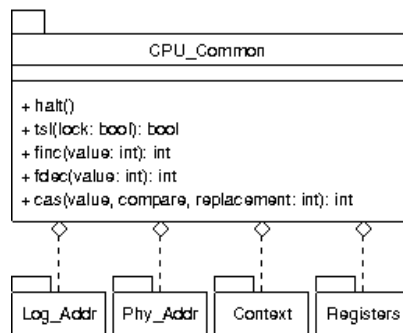 CPU_Common
+ halt()
+ tsl(lock: bool): bool
+ finc(value: int): int
+ fdec(value: int): int
+ cas(value, compare, replacement: int): int
Log_Addr Phy_Addr Context Registers